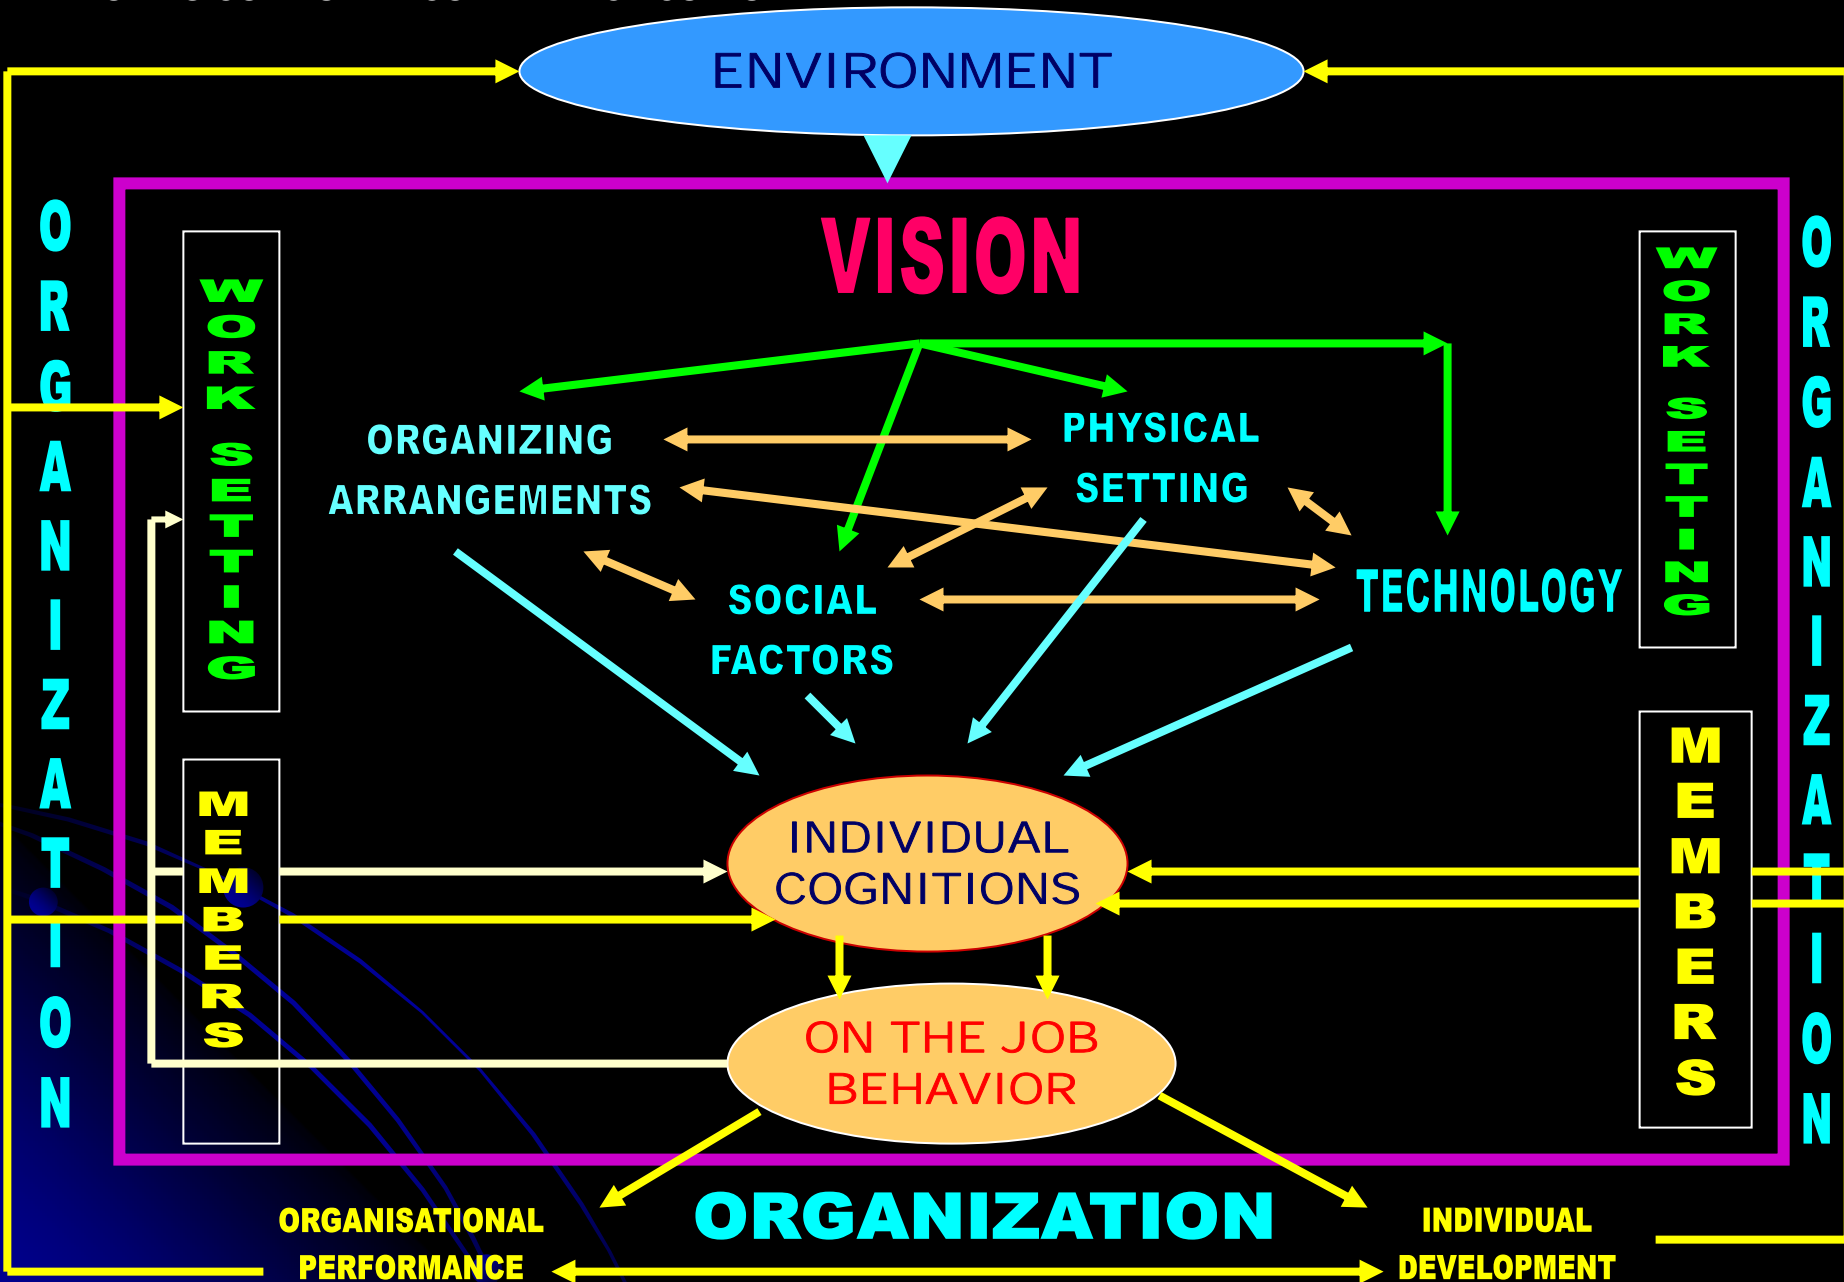 ENVIRONMENT
VISION
ORGANIZATION
WORK SETTING
WORK SETTING
ORGANIZATION
ORGANIZING
ARRANGEMENTS
PHYSICAL
SETTING
SOCIAL
FACTORS
TECHNOLOGY
MEMBERS
MEMBERS
INDIVIDUAL
COGNITIONS
ON THE JOB
BEHAVIOR
ORGANISATIONAL
PERFORMANCE
ORGANIZATION
INDIVIDUAL
DEVELOPMENT